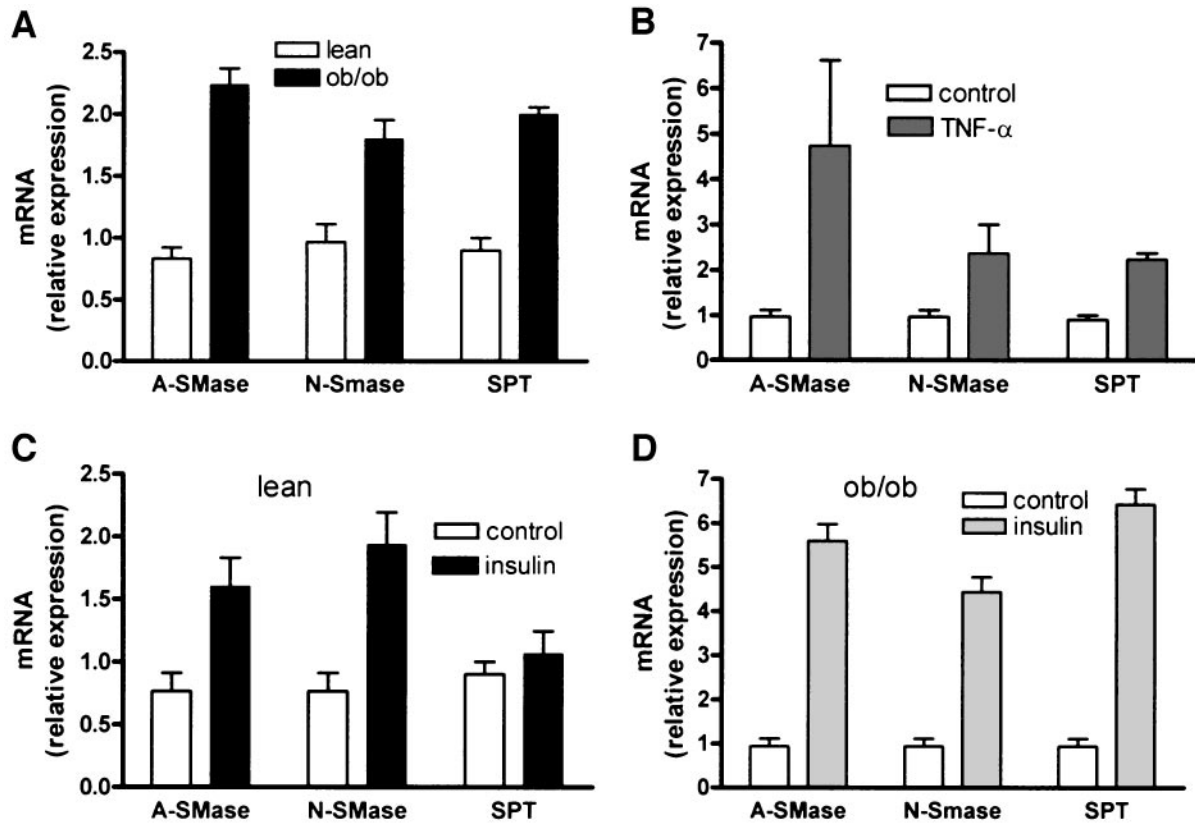 A
mRNA
(relative expression)
2.5
2.0
1.5
1.0
0.5
0.0
lean
ob/ob
A-SMase N-Smase SPT
B
mRNA
(relative expression)
7
6
5
4
3
2
1
0
control
TNF-α
A-SMase N-SMase SPT
C
mRNA
(relative expression)
2.5
2.0
1.5
1.0
0.5
0.0
lean
control
insulin
A-SMase N-SMase SPT
D
mRNA
(relative expression)
7
6
5
4
3
2
1
0
ob/ob
control
insulin
A-SMase N-Smase SPT